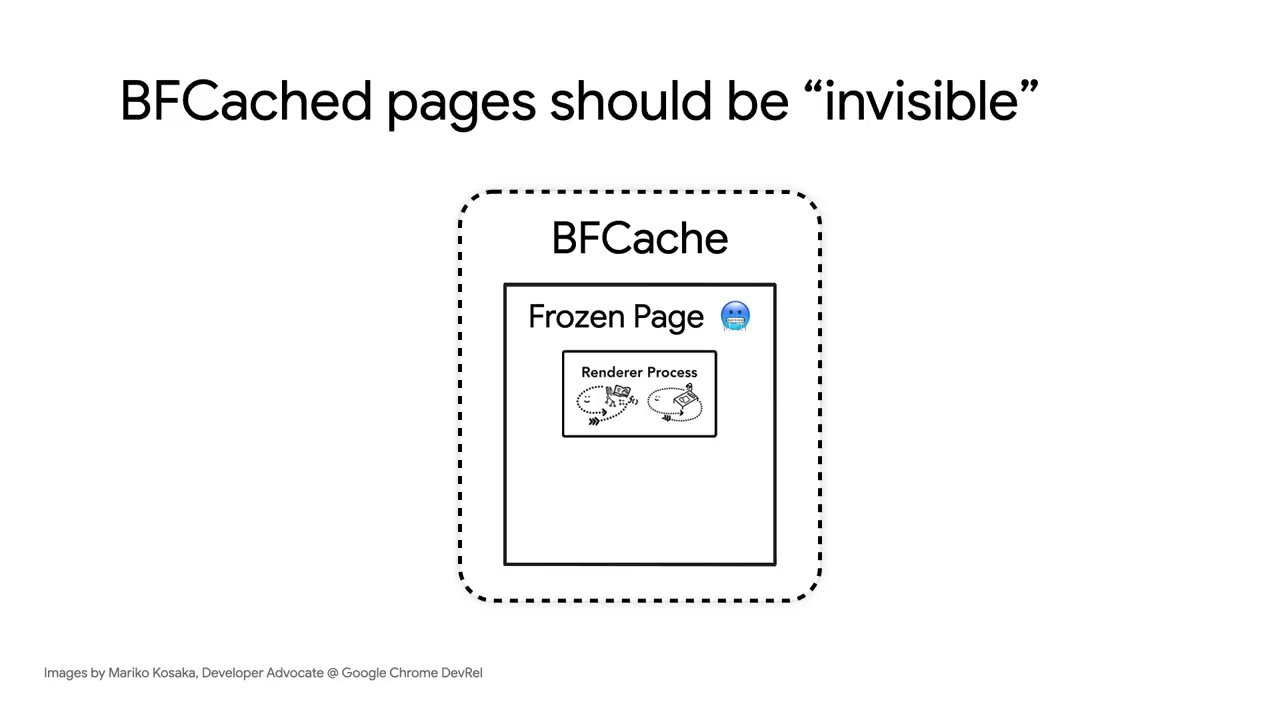 BFCached pages should be “invisible”
BFCache
Frozen Page
Renderer Process
Images by Mariko Kosaka, Developer Advocate @ Google Chrome DevRel